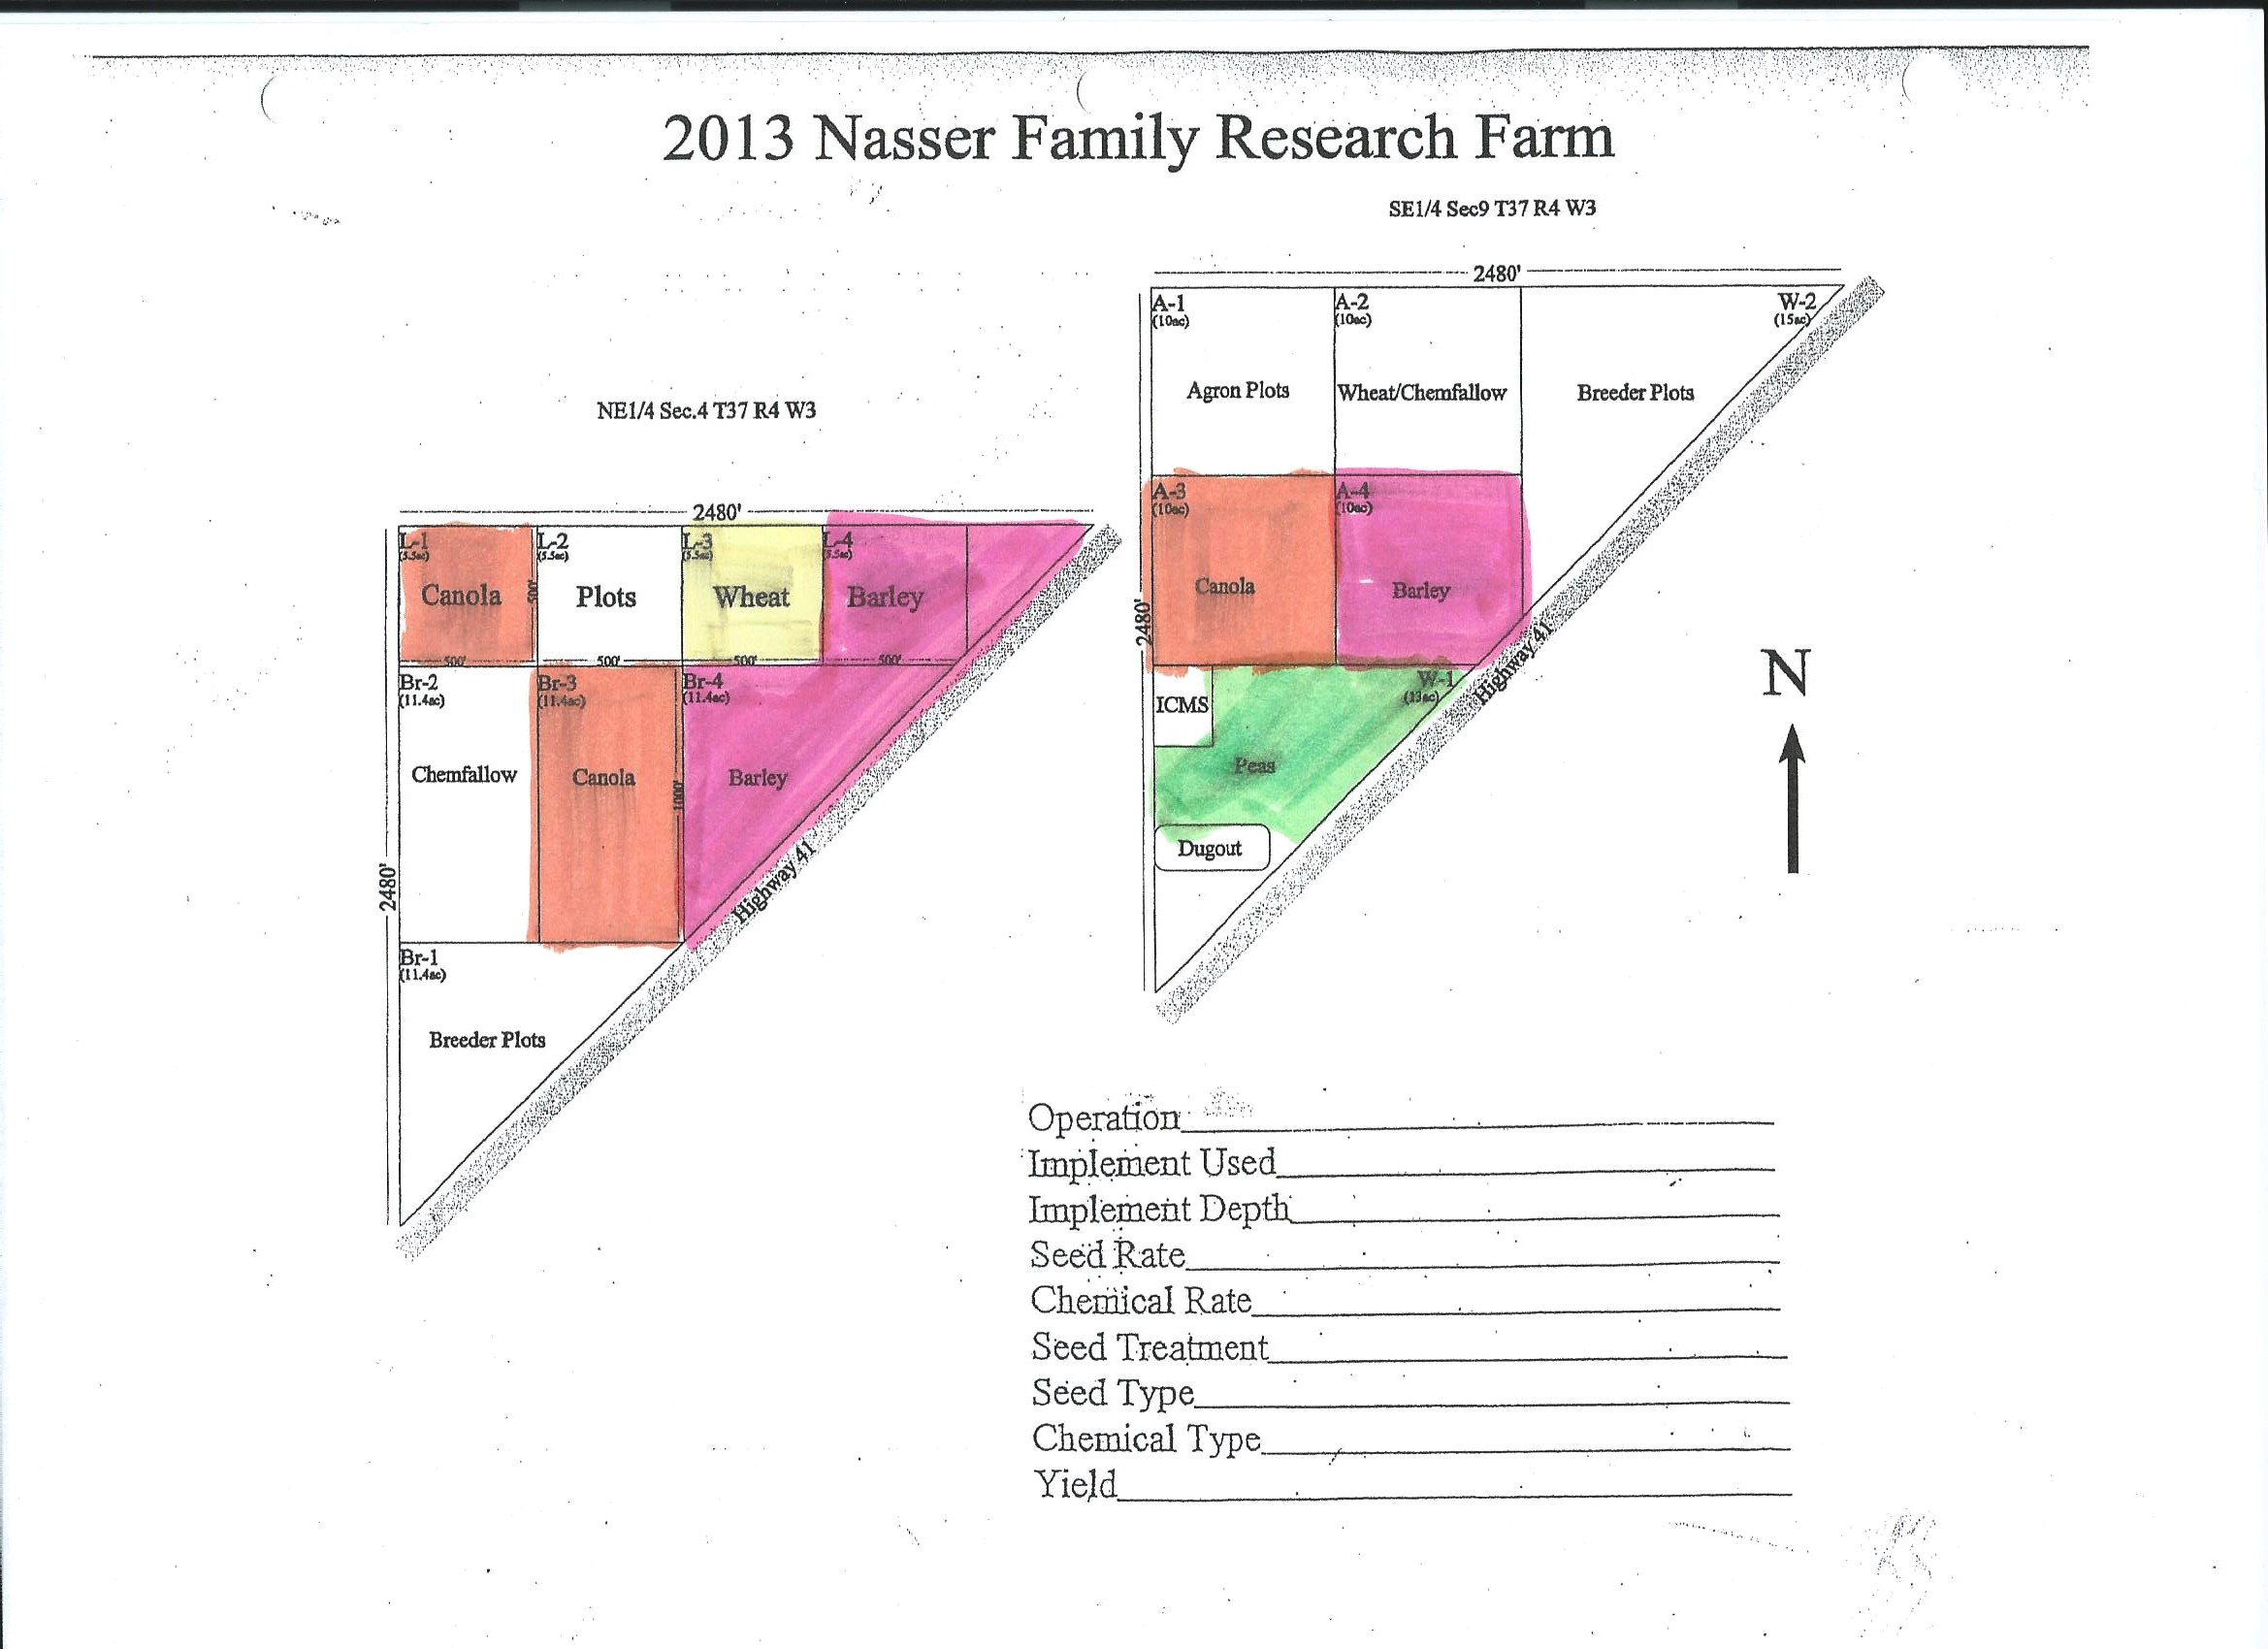 2013 Nasser Family Research Farm
SE1/4 Sec9 T37 R4 W3
2480'
A-1
(10ac)
A-2
(10ac)
W-2
(15ac)
Agron Plots
Wheat/Chemfallow
Breeder Plots
A-3
(10ac)
A-4
(10ac)
Canola
Barley
2480'
Highway 41
W-1
(13ac)
ICMS
Peas
Dugout
N
NE1/4 Sec.4 T37 R4 W3
2480'
L-1
(5.5ac)
L-2
(5.5ac)
L-3
(5.5ac)
L-4
(5.5ac)
Canola
500'
Plots
Wheat
Barley
500'
500'
500'
500'
Br-2
(11.4ac)
Br-3
(11.4ac)
Br-4
(11.4ac)
Chemfallow
Canola
1000'
Barley
2480'
Highway 41
Br-1
(11.4ac)
Breeder Plots
Operation
Implement Used
Implement Depth
Seed Rate
Chemical Rate
Seed Treatment
Seed Type
Chemical Type
Yield